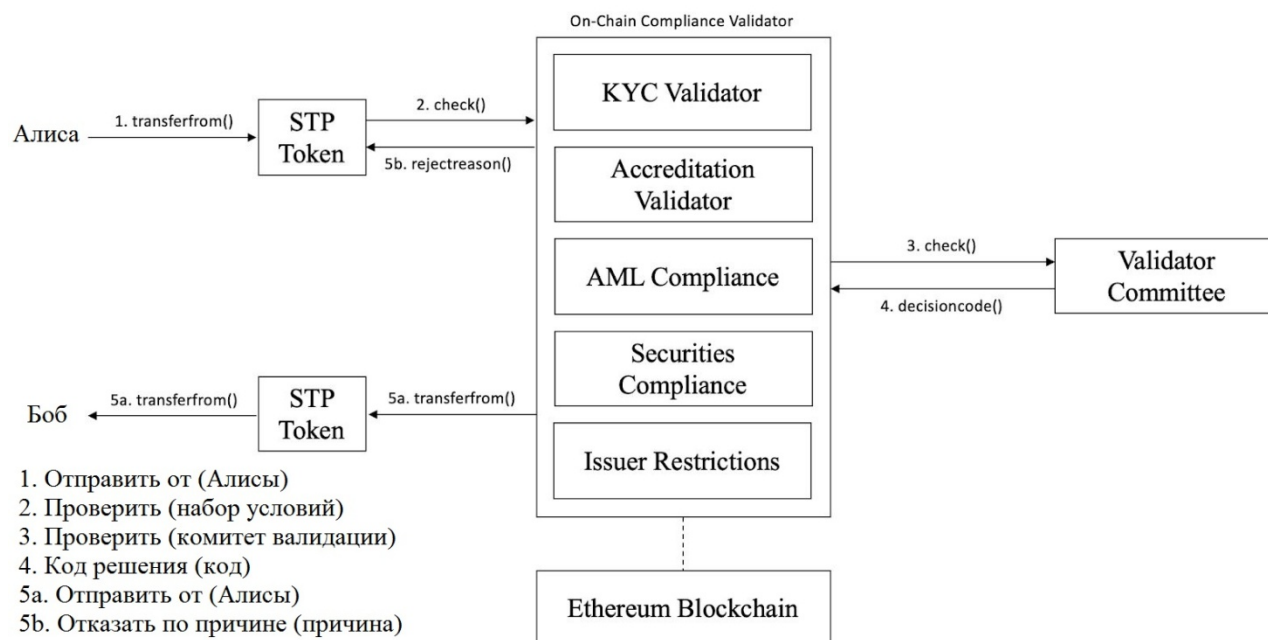 On-Chain Compliance Validator
KYC Validator
Accreditation
Validator
AML Compliance
Securities
Compliance
Issuer Restrictions
Ethereum Blockchain
Алиса
1. transferfrom()
STP
Token
2. check()
5b. rejectreason()
3. check()
4. decisioncode()
Validator
Committee
Боб
5a. transferfrom()
STP
Token
5a. transferfrom()
1. Отправить от (Алисы)
2. Проверить (набор условий)
3. Проверить (комитет валидации)
4. Код решения (код)
5a. Отправить от (Алисы)
5b. Отказать по причине (причина)